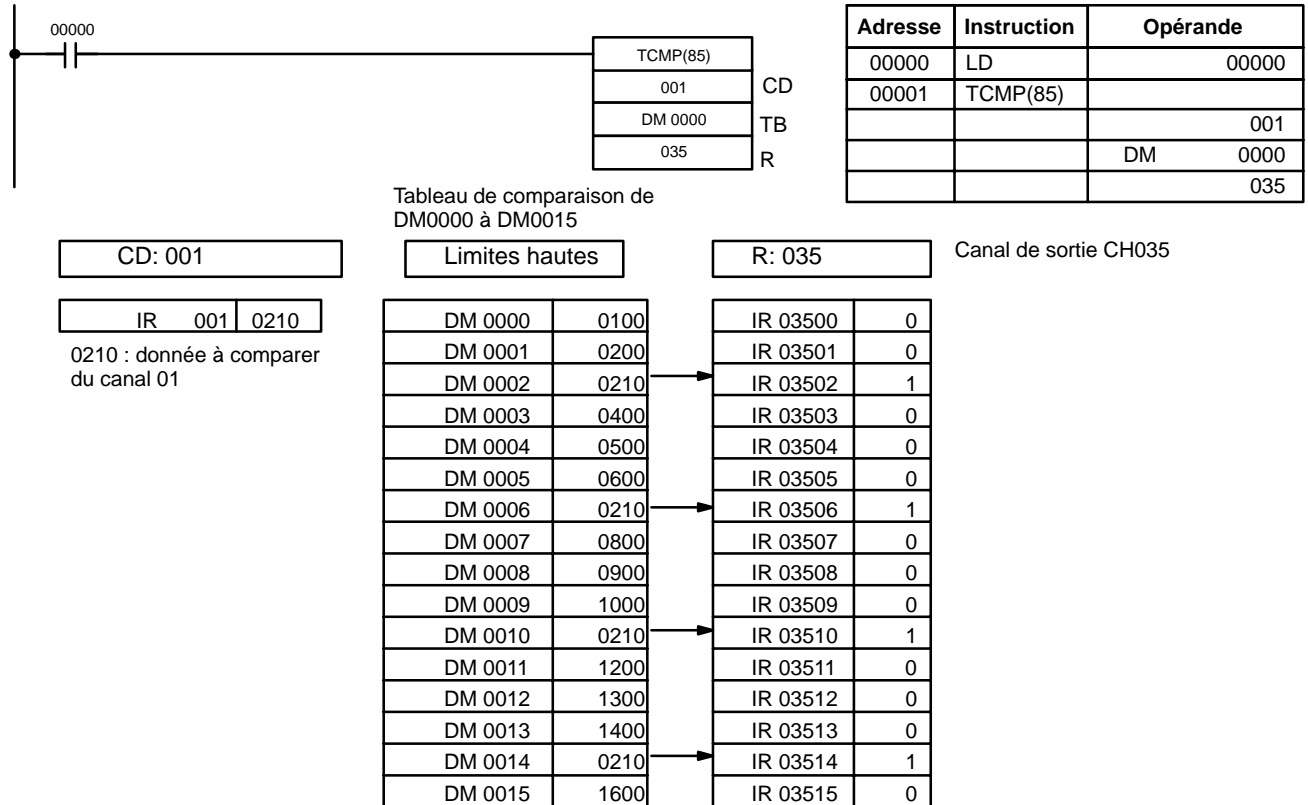 00000
TCMP(85)
001 CD
DM 0000 TB
035 R
Adresse Instruction Opérande
00000 LD 00000
00001 TCMP(85)
001
DM 0000
035
Tableau de comparaison de
DM0000 à DM0015
CD: 001
Limites hautes
R: 035
Canal de sortie CH035
IR 001 0210
0210 : donnée à comparer
du canal 01
DM 0000 0100 IR 03500 0
DM 0001 0200 IR 03501 0
DM 0002 0210 IR 03502 1
DM 0003 0400 IR 03503 0
DM 0004 0500 IR 03504 0
DM 0005 0600 IR 03505 0
DM 0006 0210 IR 03506 1
DM 0007 0800 IR 03507 0
DM 0008 0900 IR 03508 0
DM 0009 1000 IR 03509 0
DM 0010 0210 IR 03510 1
DM 0011 1200 IR 03511 0
DM 0012 1300 IR 03512 0
DM 0013 1400 IR 03513 0
DM 0014 0210 IR 03514 1
DM 0015 1600 IR 03515 0